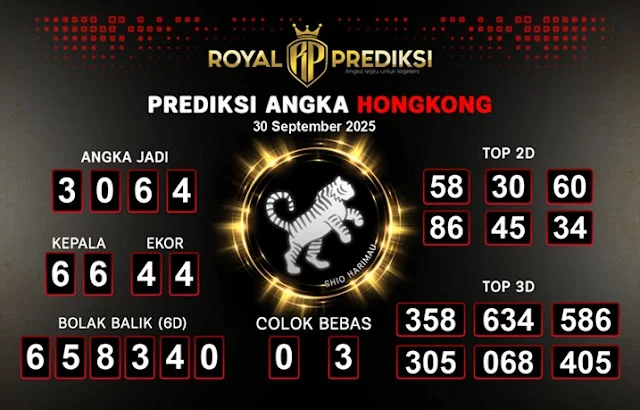 ROYAL RP PREDIKSI
PREDIKSI ANGKA HONGKONG
30 September 2025
ANGKA JADI
3 0 6 4
KEPALA EKOR
6 6 4 4
BOLAK BALIK (6D)
6 5 8 3 4 0
SHIO HARIMAU
COLOK BEBAS
0 3
TOP 2D
58 30 60
86 45 34
TOP 3D
358 634 586
305 068 405